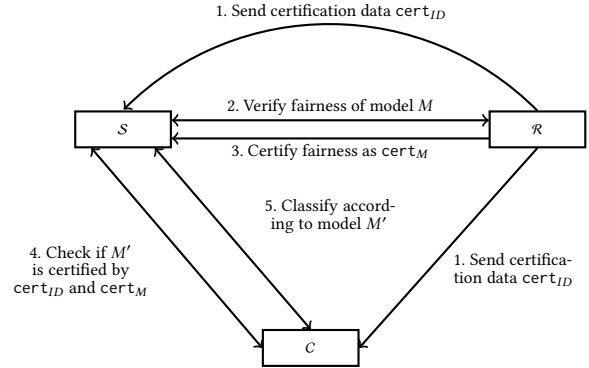 1. Send certification data cert_ID
2. Verify fairness of model M
S
R
3. Certify fairness as cert_M
5. Classify accord-
ing to model M′
4. Check if M′
is certified by
cert_ID and cert_M
1. Send certifica-
tion data cert_ID
C